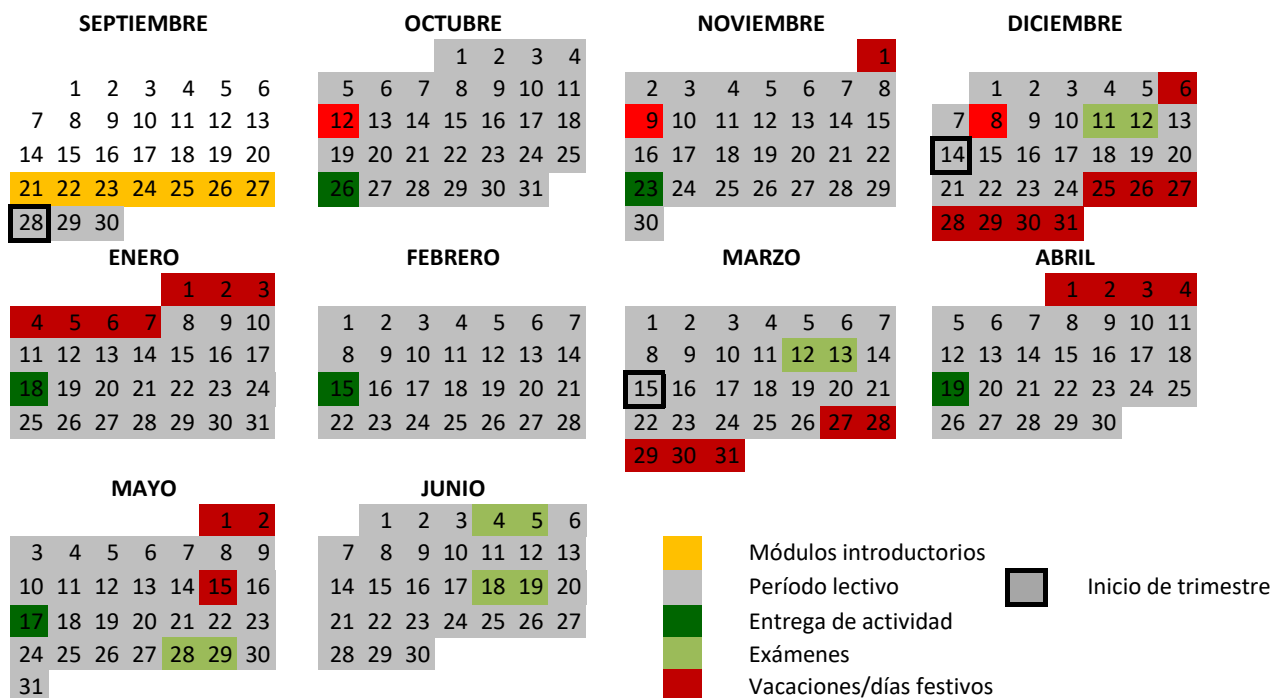 SEPTIEMBRE OCTUBRE NOVIEMBRE DICIEMBRE
1 2 3 4 1
1 2 3 4 5 6 5 6 7 8 9 10 11 2 3 4 5 6 7 8 1 2 3 4 5 6
7 8 9 10 11 12 13 12 13 14 15 16 17 18 9 10 11 12 13 14 15 7 8 9 10 11 12 13
14 15 16 17 18 19 20 19 20 21 22 23 24 25 16 17 18 19 20 21 22 14 15 16 17 18 19 20
21 22 23 24 25 26 27 26 27 28 29 30 31 23 24 25 26 27 28 29 21 22 23 24 25 26 27
28 29 30 30 28 29 30 31
ENERO FEBRERO MARZO ABRIL
1 2 3 1 2 3 4
4 5 6 7 8 9 10 1 2 3 4 5 6 7 1 2 3 4 5 6 7 5 6 7 8 9 10 11
11 12 13 14 15 16 17 8 9 10 11 12 13 14 8 9 10 11 12 13 14 12 13 14 15 16 17 18
18 19 20 21 22 23 24 15 16 17 18 19 20 21 15 16 17 18 19 20 21 19 20 21 22 23 24 25
25 26 27 28 29 30 31 22 23 24 25 26 27 28 22 23 24 25 26 27 28 26 27 28 29 30
29 30 31
MAYO JUNIO
1 2 1 2 3 4 5 6
3 4 5 6 7 8 9 7 8 9 10 11 12 13 Módulos introductorios
10 11 12 13 14 15 16 14 15 16 17 18 19 20 Período lectivo Inicio de trimestre
17 18 19 20 21 22 23 21 22 23 24 25 26 27 Entrega de actividad
24 25 26 27 28 29 30 28 29 30 Exámenes
31 Vacaciones/días festivos